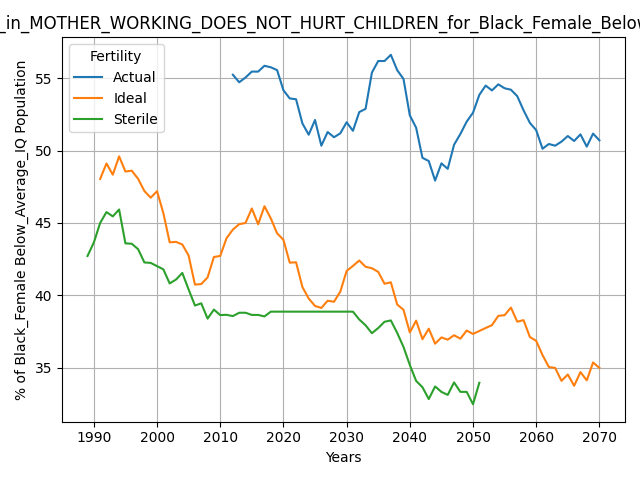 _in_MOTHER_WORKING_DOES_NOT_HURT_CHILDREN_for_Black_Female_Below
Fertility
Actual
Ideal
Sterile
% of Black_Female Below_Average_IQ Population
55
50
45
40
35
1990 2000 2010 2020 2030 2040 2050 2060 2070
Years